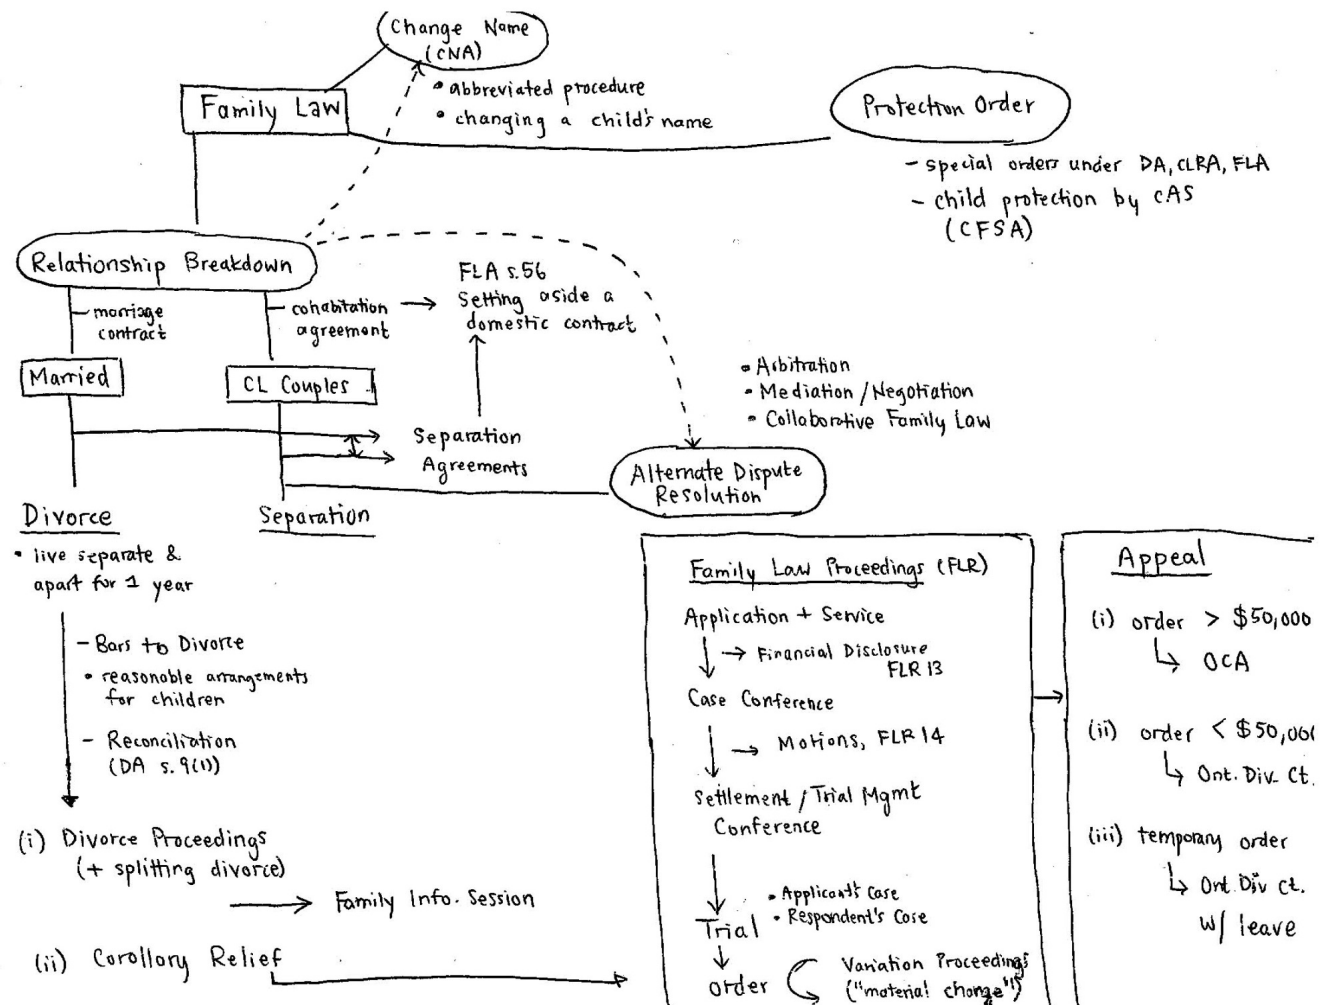 Change Name
(CNA)
• abbreviated procedure
• changing a child's name
Family Law
Protection Order
- special orders under DA, CLRA, FLA
- child protection by CAS
(CFSA)
Relationship Breakdown
- marriage
contract
- cohabitation
agreement
FLA s.56
Setting aside a
domestic contract
Married
CL Couples
Separation
Agreements
• Arbitration
• Mediation / Negotiation
• Collaborative Family Law
Alternate Dispute
Resolution
Divorce
• live separate &
apart for 1 year
Separation
- Bars to Divorce
• reasonable arrangements
for children
- Reconciliation
(DA s. 9(1))
(i) Divorce Proceedings
(+ splitting divorce)
Family Info. Session
(ii) Corollory Relief
Family Law Proceedings (FLR)
Application + Service
Financial Disclosure
FLR 13
Case Conference
Motions, FLR 14
Settlement / Trial Mgmt
Conference
• Applicant's Case
• Respondent's Case
Trial
order
Variation Proceedings
("material change")
Appeal
(i) order > $50,000
OCA
(ii) order < $50,000
Ont. Div. Ct.
(iii) temporary order
Ont. Div Ct.
w/ leave